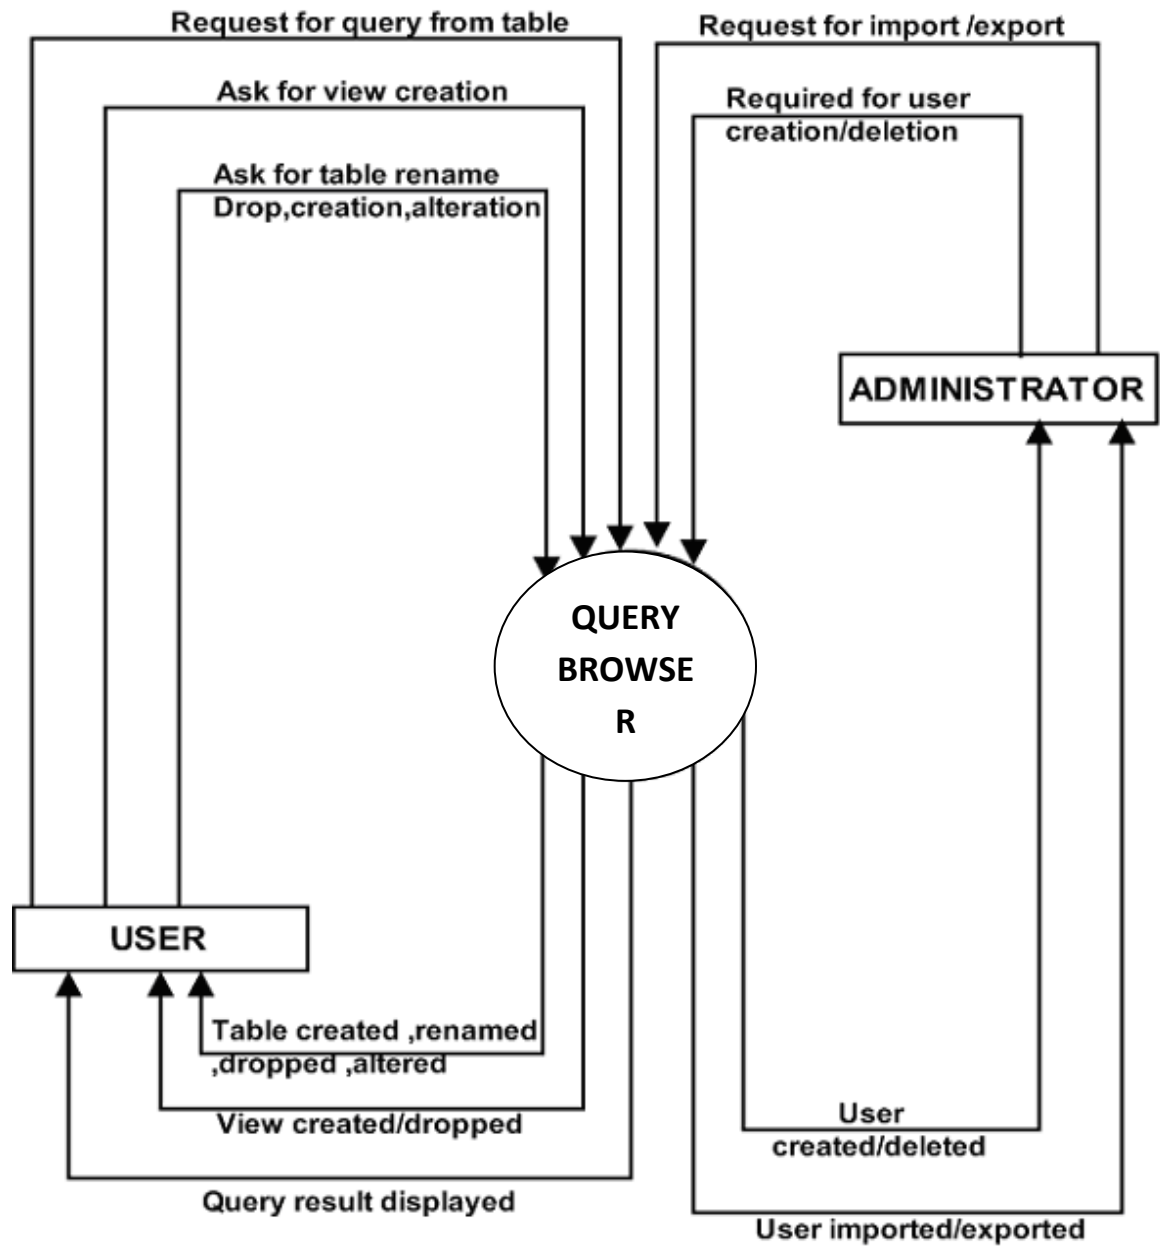 Request for query from table
Request for import /export
Ask for view creation
Required for user
creation/deletion
Ask for table rename
Drop,creation,alteration
ADMINISTRATOR
QUERY
BROWSE
R
USER
Table created ,renamed
,dropped ,altered
View created/dropped
User
created/deleted
Query result displayed
User imported/exported